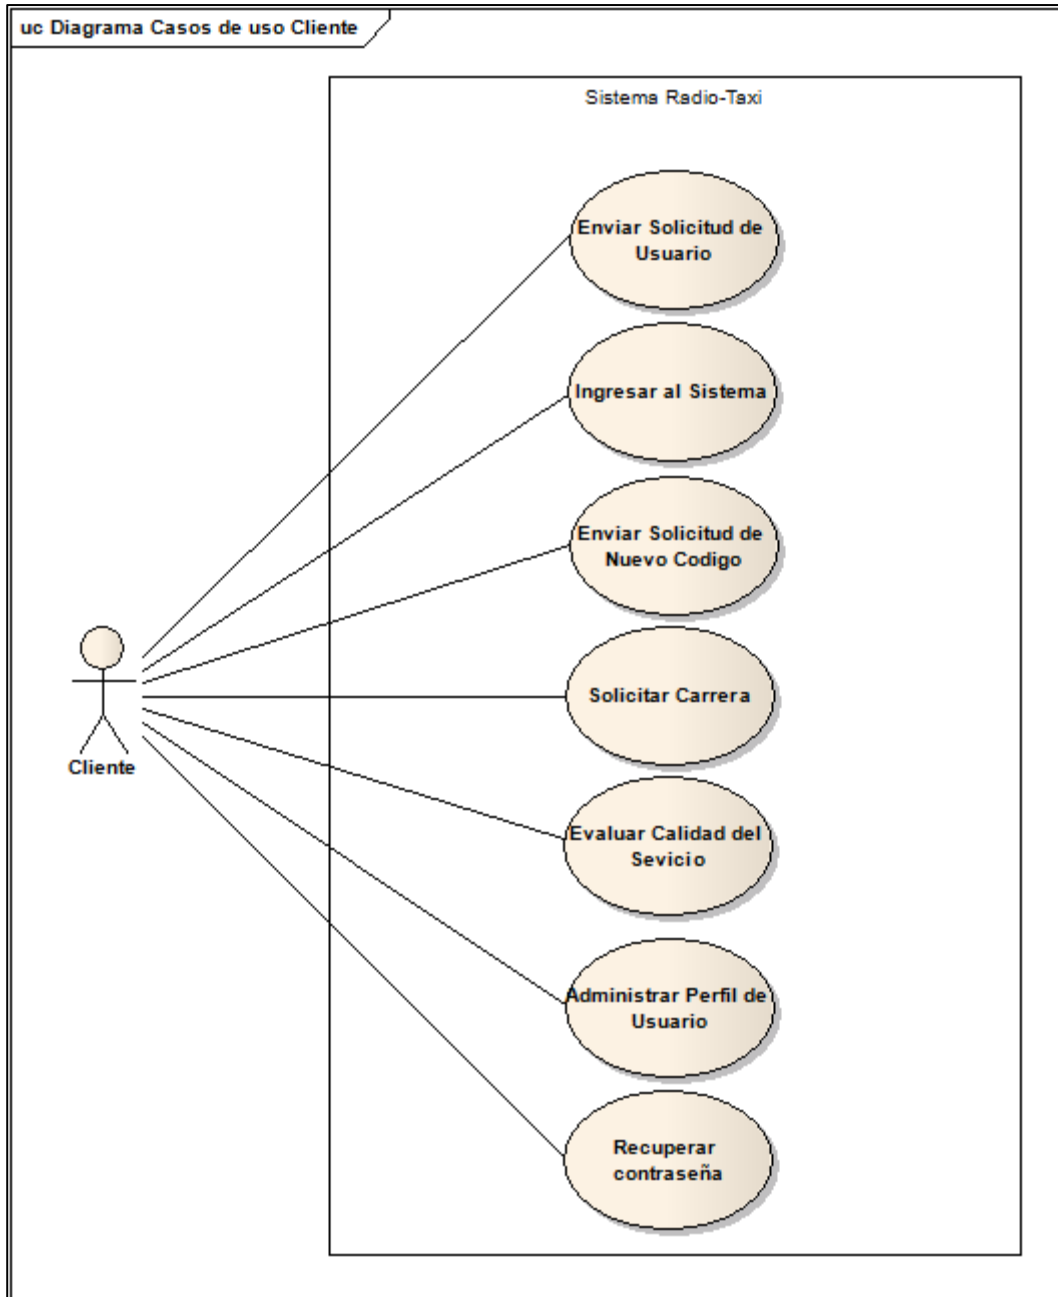 uc Diagrama Casos de uso Cliente
Sistema Radio-Taxi
Enviar Solicitud de
Usuario
Ingresar al Sistema
Enviar Solicitud de
Nuevo Codigo
Solicitar Carrera
Cliente
Evaluar Calidad del
Sevicio
Administrar Perfil de
Usuario
Recuperar
contraseña